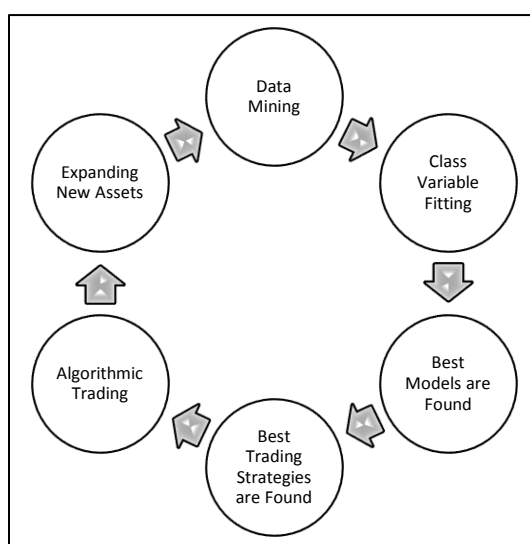 Data
Mining
Class
Variable
Fitting
Best
Models are
Found
Best
Trading
Strategies
are Found
Algorithmic
Trading
Expanding
New Assets